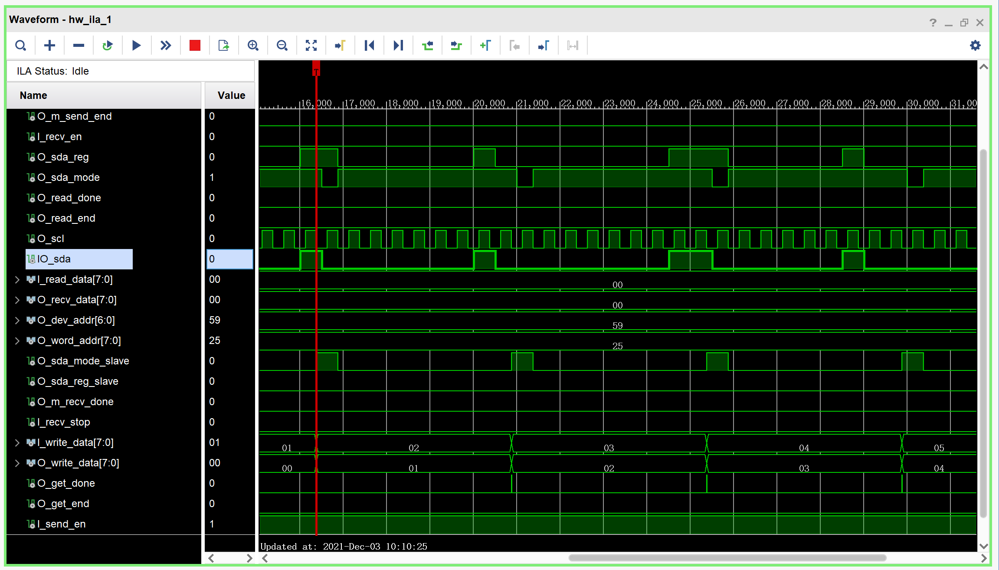 Waveform - hw_ila_1
?
ILA Status: Idle
Name Value
T
16,000 17,000 18,000 19,000 20,000 21,000 22,000 23,000 24,000 25,000 26,000 27,000 28,000 29,000 30,000 31,00
O_m_send_end 0
I_recv_en 0
O_sda_reg 0
O_sda_mode 1
O_read_done 0
O_read_end 0
O_scl 0
IO_sda 0
I_read_data[7:0] 00 00
O_recv_data[7:0] 00 00
O_dev_addr[6:0] 59 59
O_word_addr[7:0] 25 25
O_sda_mode_slave 0
O_sda_reg_slave 0
O_m_recv_done 0
I_recv_stop 0
I_write_data[7:0] 01 01 02 03 04 05
O_write_data[7:0] 00 00 01 02 03 04
O_get_done 0
O_get_end 0
I_send_en 1
Updated at: 2021-Dec-03 10:10:25